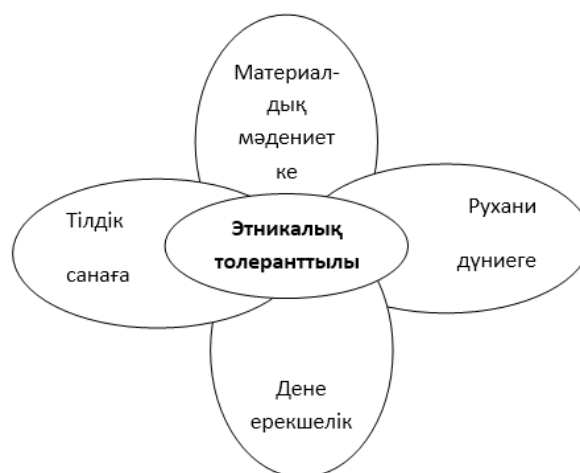 Материал-
дық
мәдениет
ке
Тілдік
санаға
Этникалық
толеранттылы
Рухани
дүниеге
Дене
ерекшелік